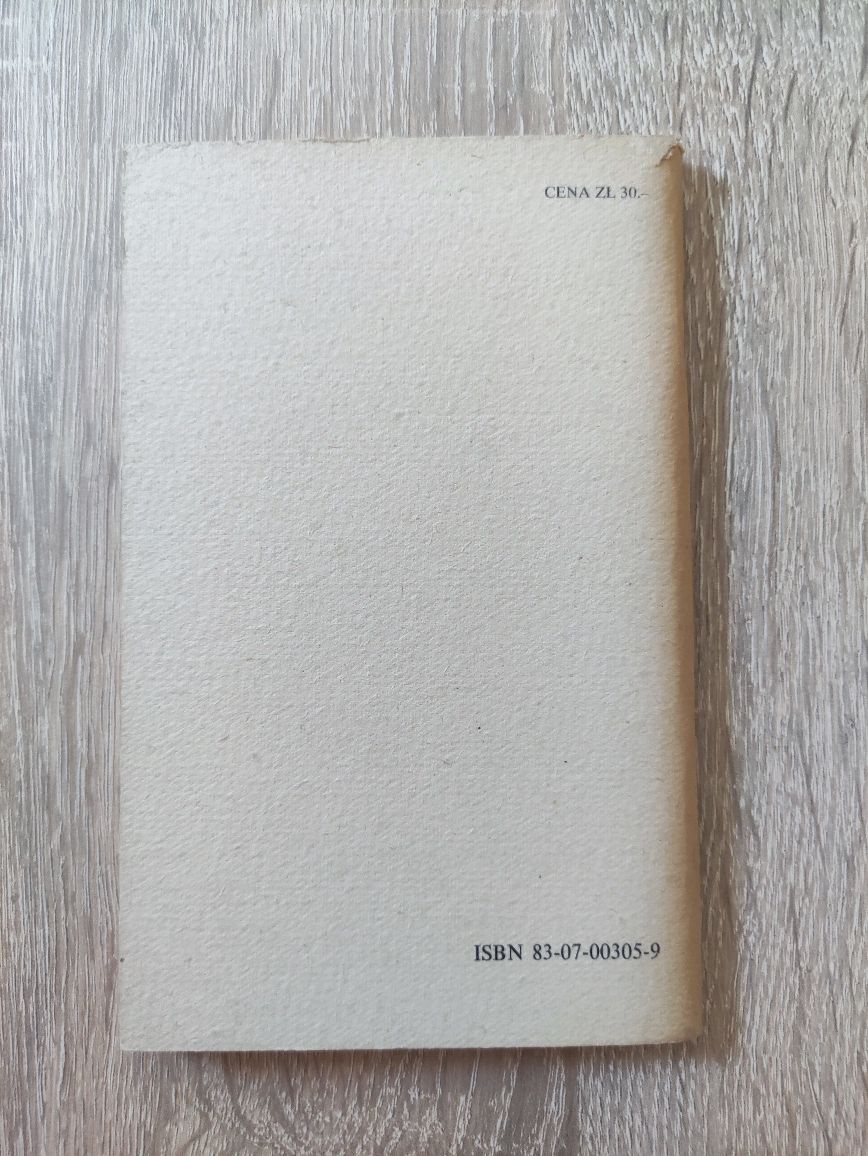 CENA ZŁ 30.–
ISBN 83-07-00305-9